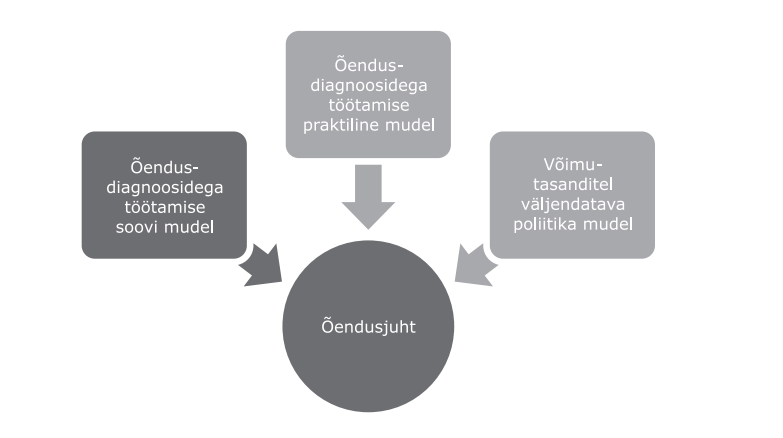 Õendus-
diagnoosidega
töötamise
praktiline mudel
Õendus-
diagnoosidega
töötamise
soovi mudel
Võimu-
tasanditel
väljendatava
poliitika mudel
Õendusjuht